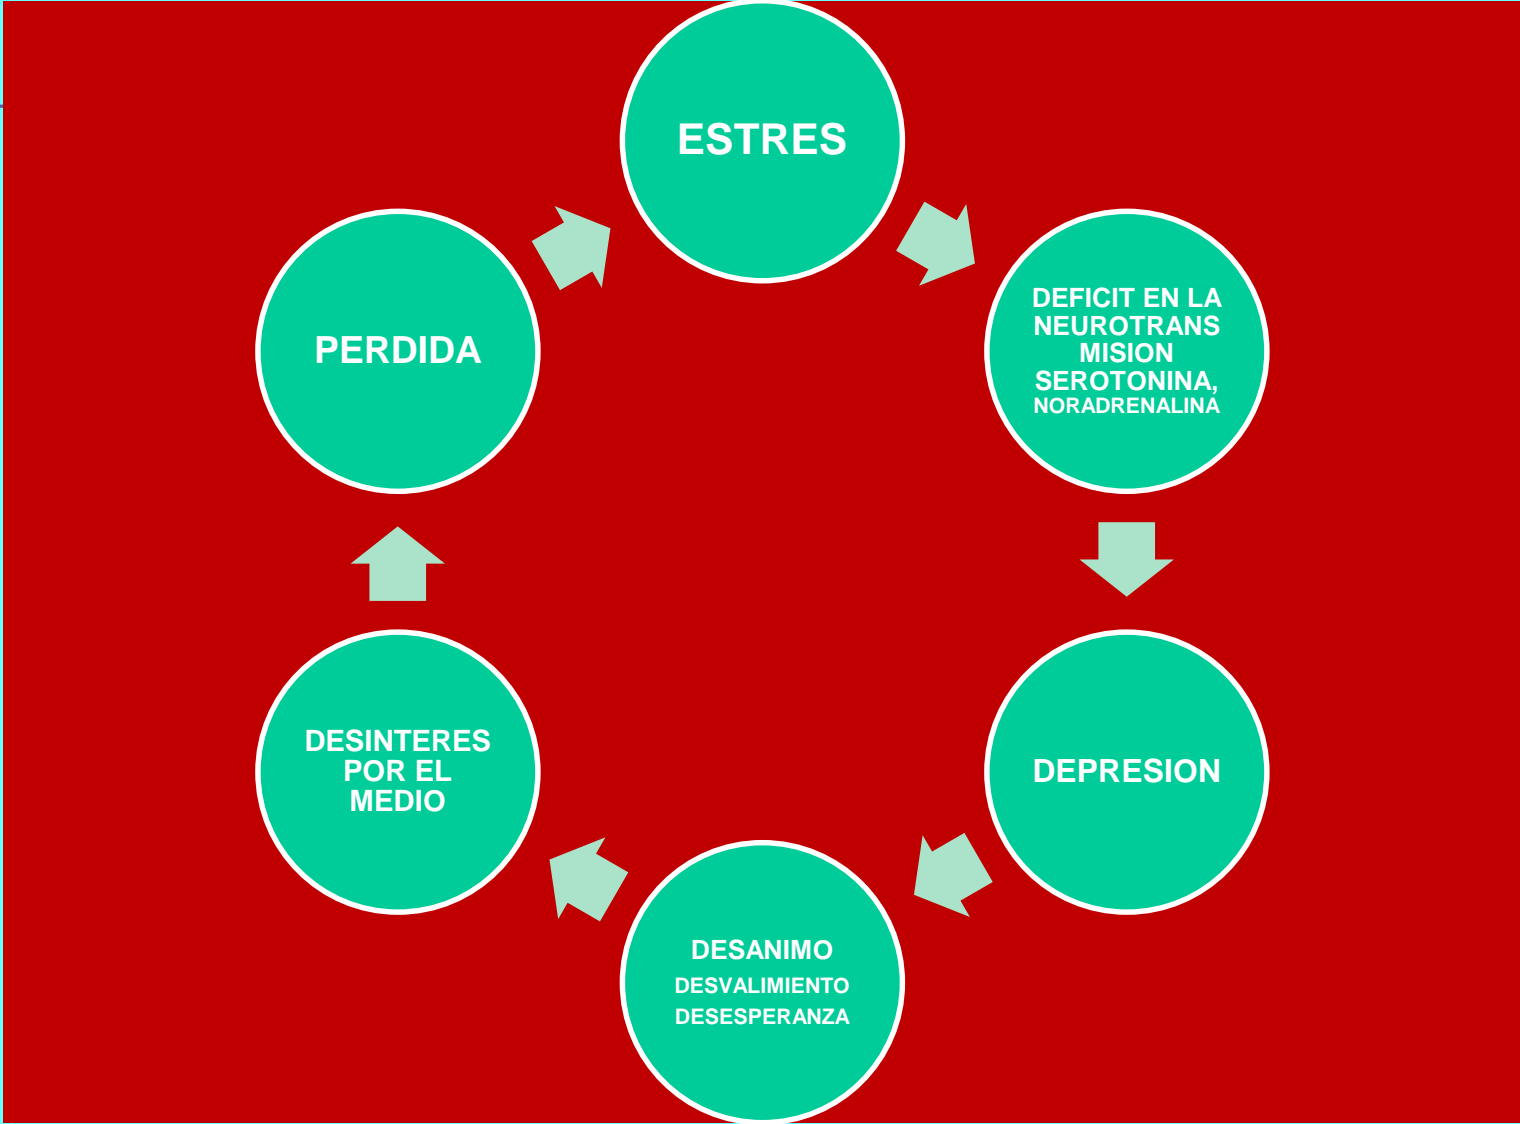 ESTRES
DEFICIT EN LA
NEUROTRANS
MISION
SEROTONINA,
NORADRENALINA
DEPRESION
DESANIMO
DESVALIMIENTO
DESESPERANZA
DESINTERES
POR EL
MEDIO
PERDIDA